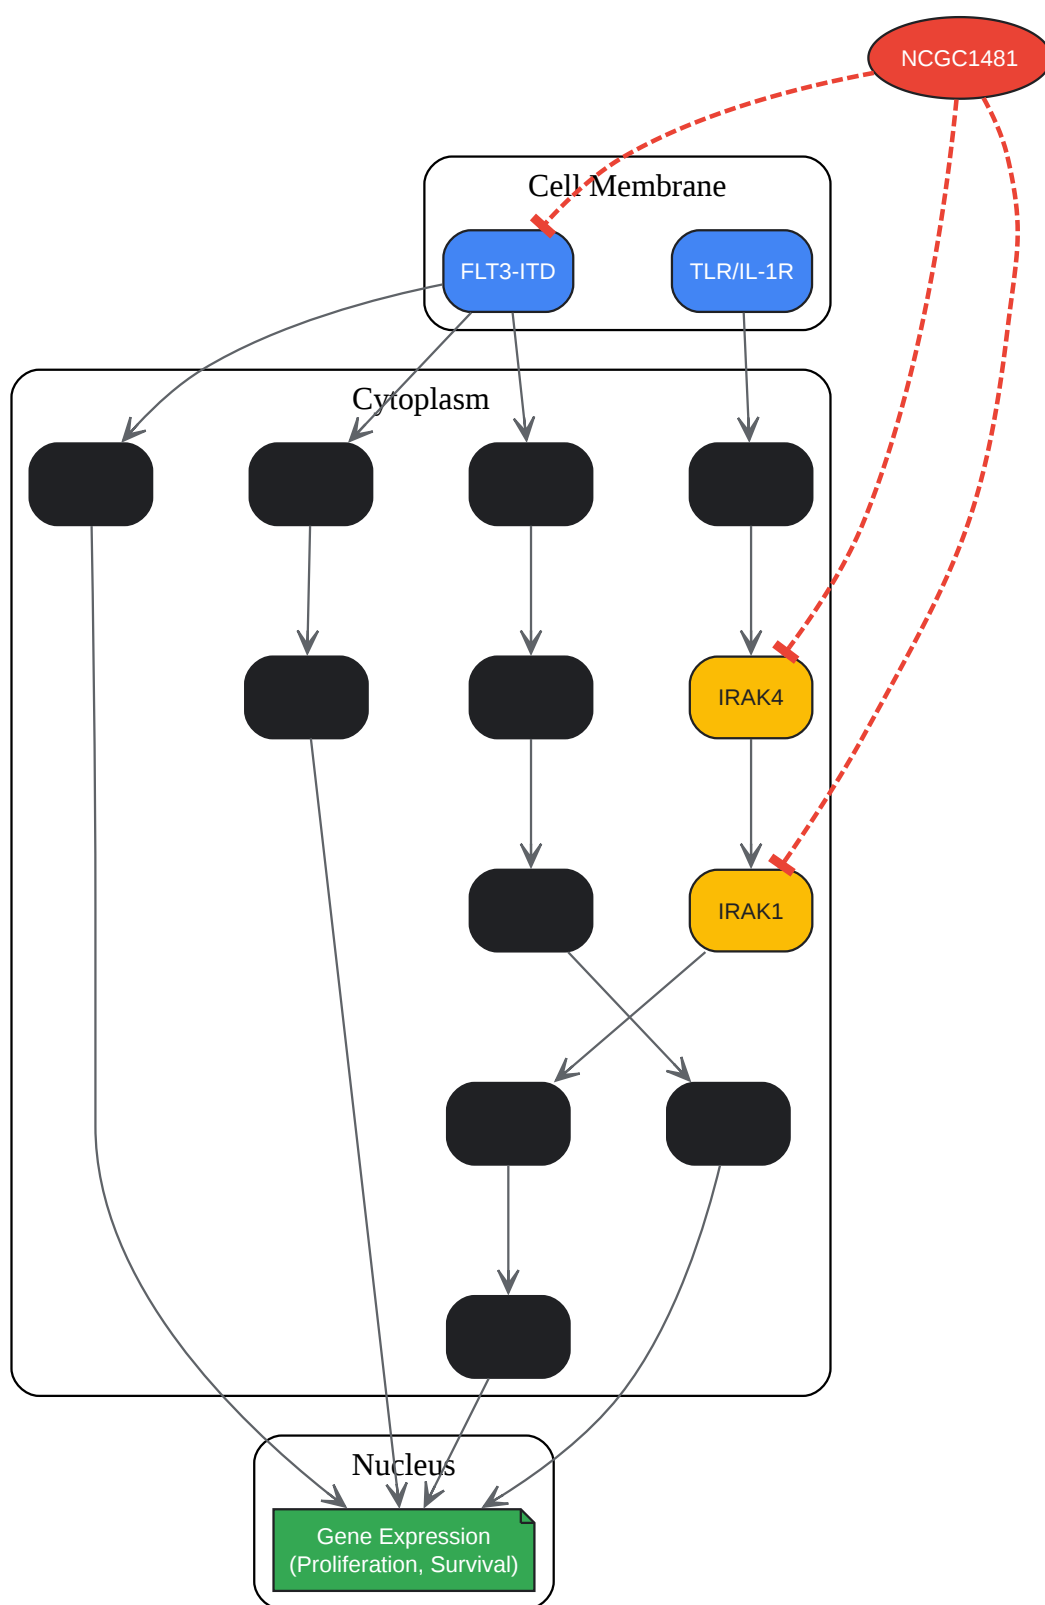 NCGC1481
Cell Membrane
FLT3-ITD
TLR/IL-1R
Cytoplasm
IRAK4
IRAK1
Nucleus
Gene Expression
(Proliferation, Survival)